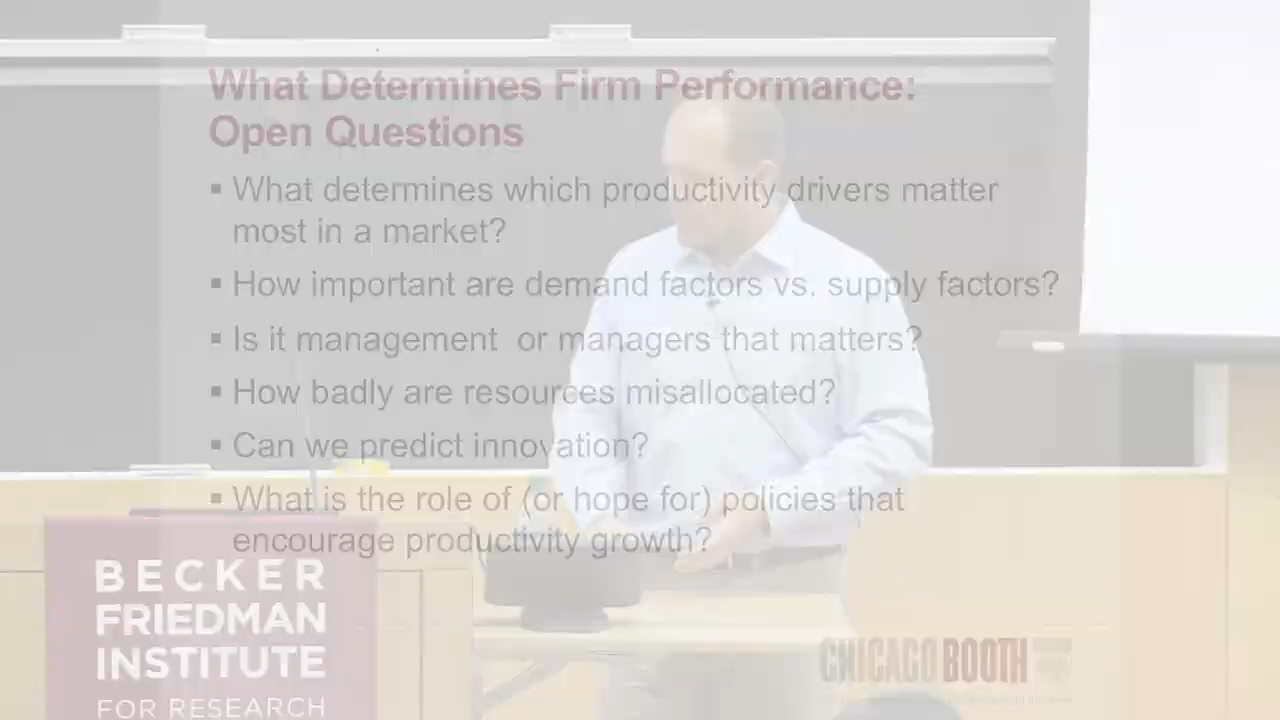 What Determines Firm Performance:
Open Questions
▪ What determines which productivity drivers matter
most in a market?
▪ How important are demand factors vs. supply factors?
▪ Is it management or managers that matters?
▪ How badly are resources misallocated?
▪ Can we predict innovation?
▪ What is the role of (or hope for) policies that
encourage productivity growth?
BECKER
FRIEDMAN
INSTITUTE
FOR RESEARCH
CHICAGO BOOTH